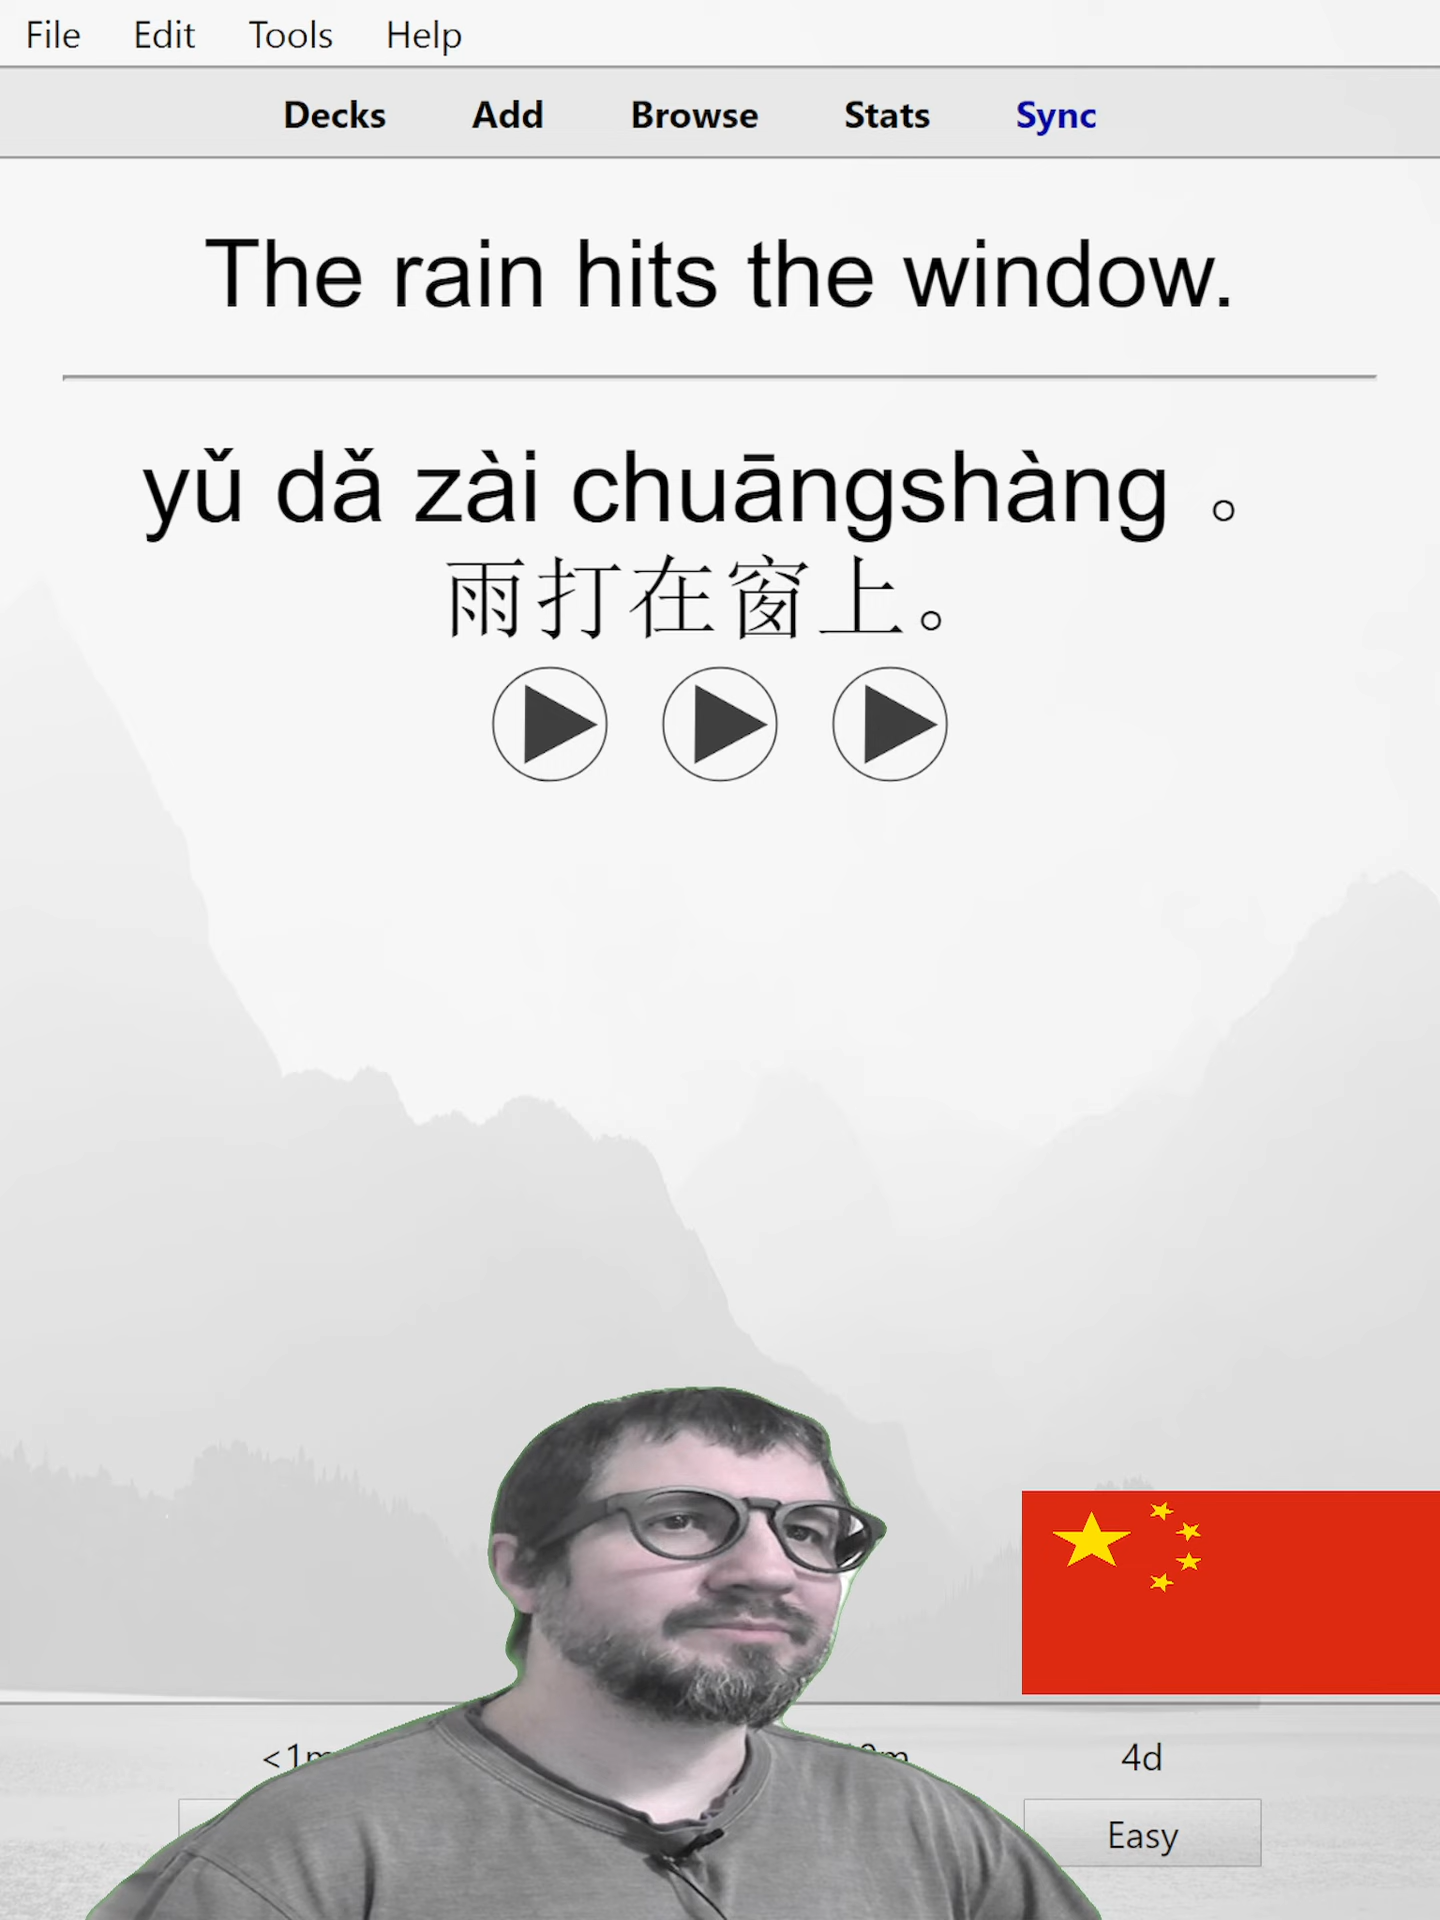 File Edit Tools Help
Decks Add Browse Stats Sync
The rain hits the window.
yǔ dǎ zài chuāngshàng 。
雨打在窗上。
4d
Easy